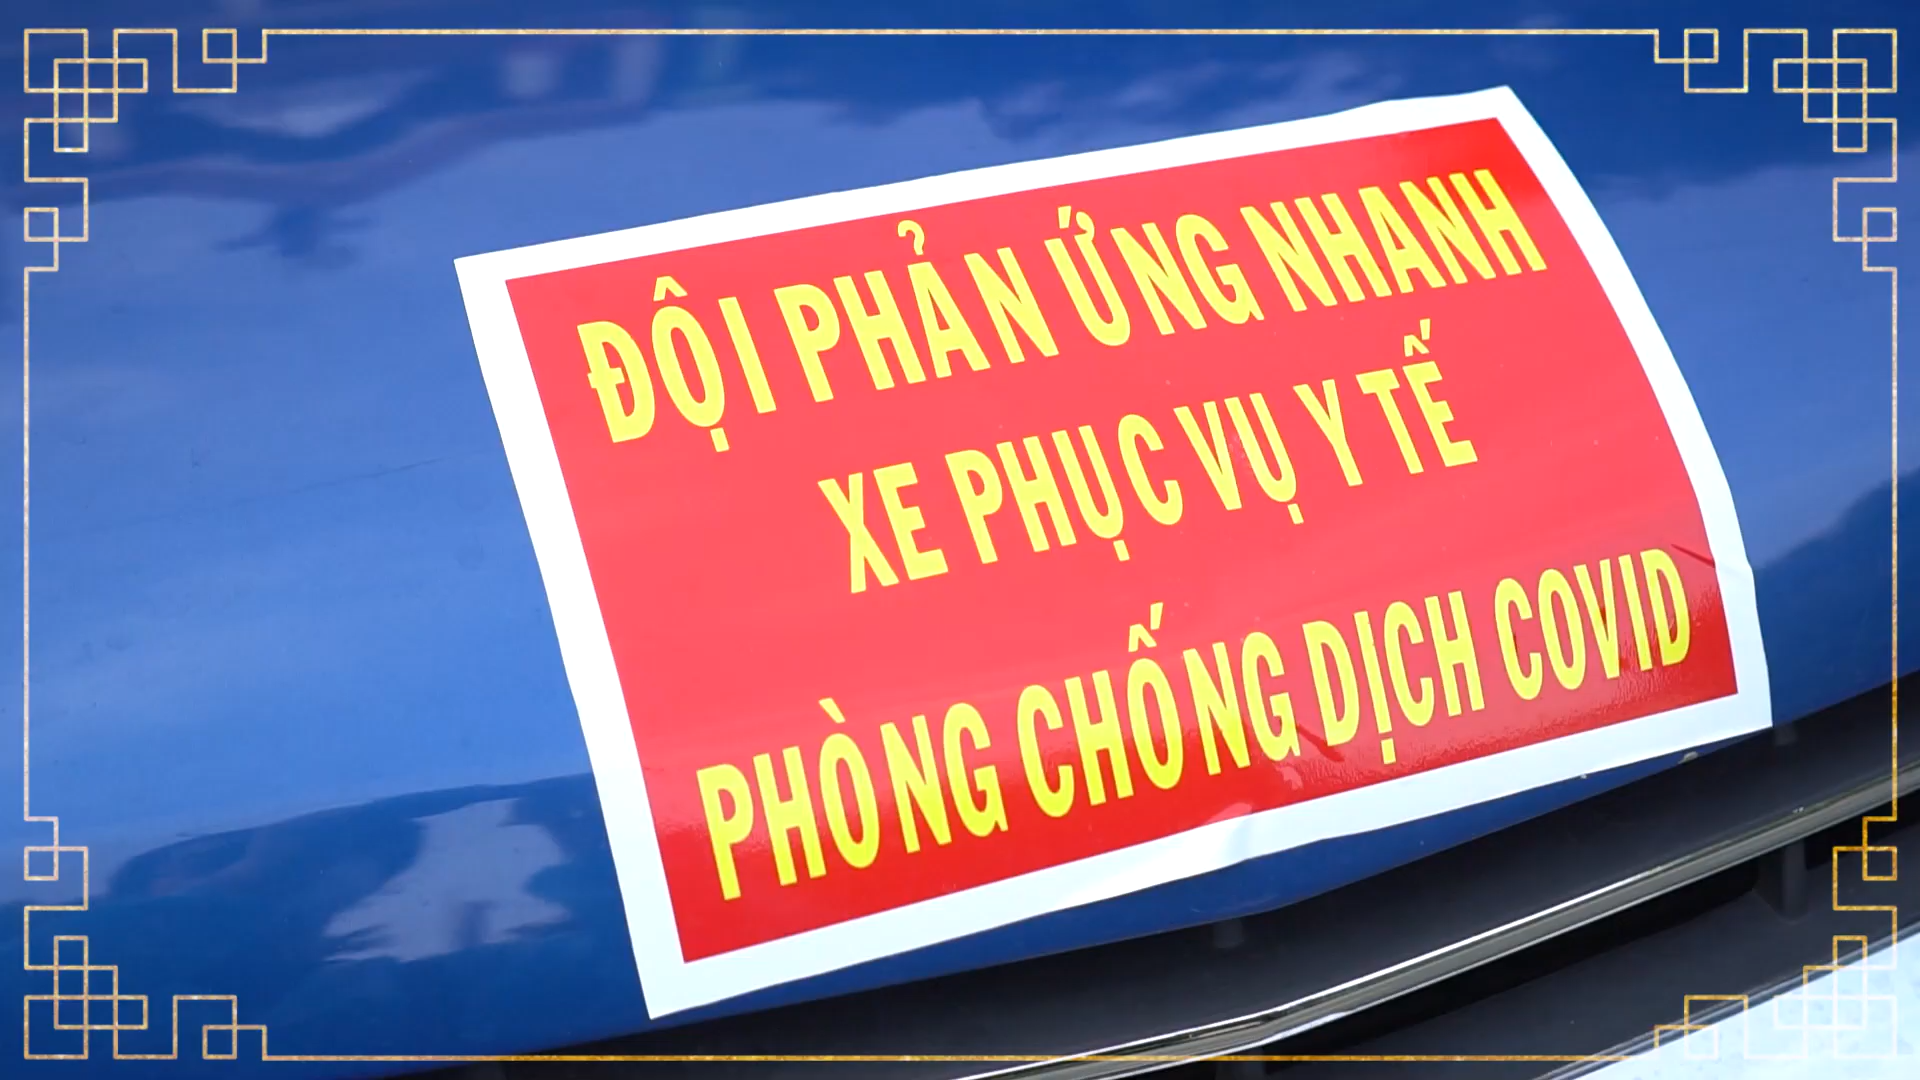 ĐỘI PHẢN ỨNG NHANH
XE PHỤC VỤ Y TẾ
PHÒNG CHỐNG DỊCH COVID